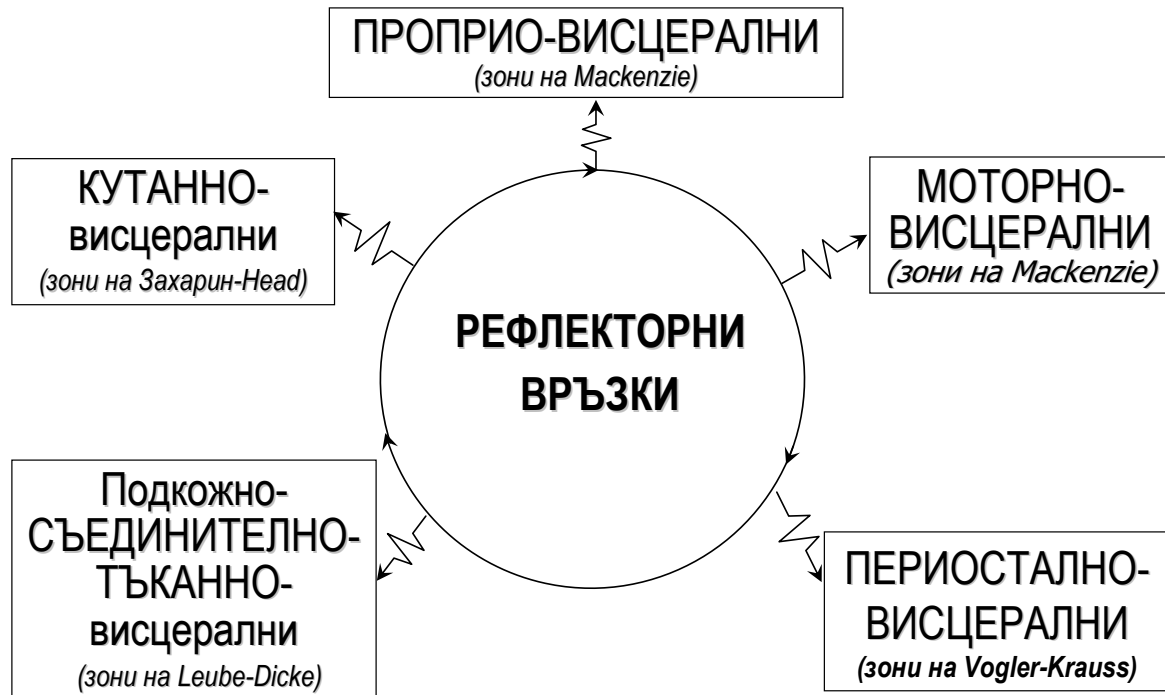 ПРОПРИО-ВИСЦЕРАЛНИ
(зони на Mackenzie)
КУТАННО-
висцерални
(зони на Захарин-Head)
МОТОРНО-
ВИСЦЕРАЛНИ
(зони на Mackenzie)
РЕФЛЕКТОРНИ
ВРЪЗКИ
Подкожно-
СЪЕДИНИТЕЛНО-
ТЪКАННО-
висцерални
(зони на Leube-Dicke)
ПЕРИОСТАЛНО-
ВИСЦЕРАЛНИ
(зони на Vogler-Krauss)